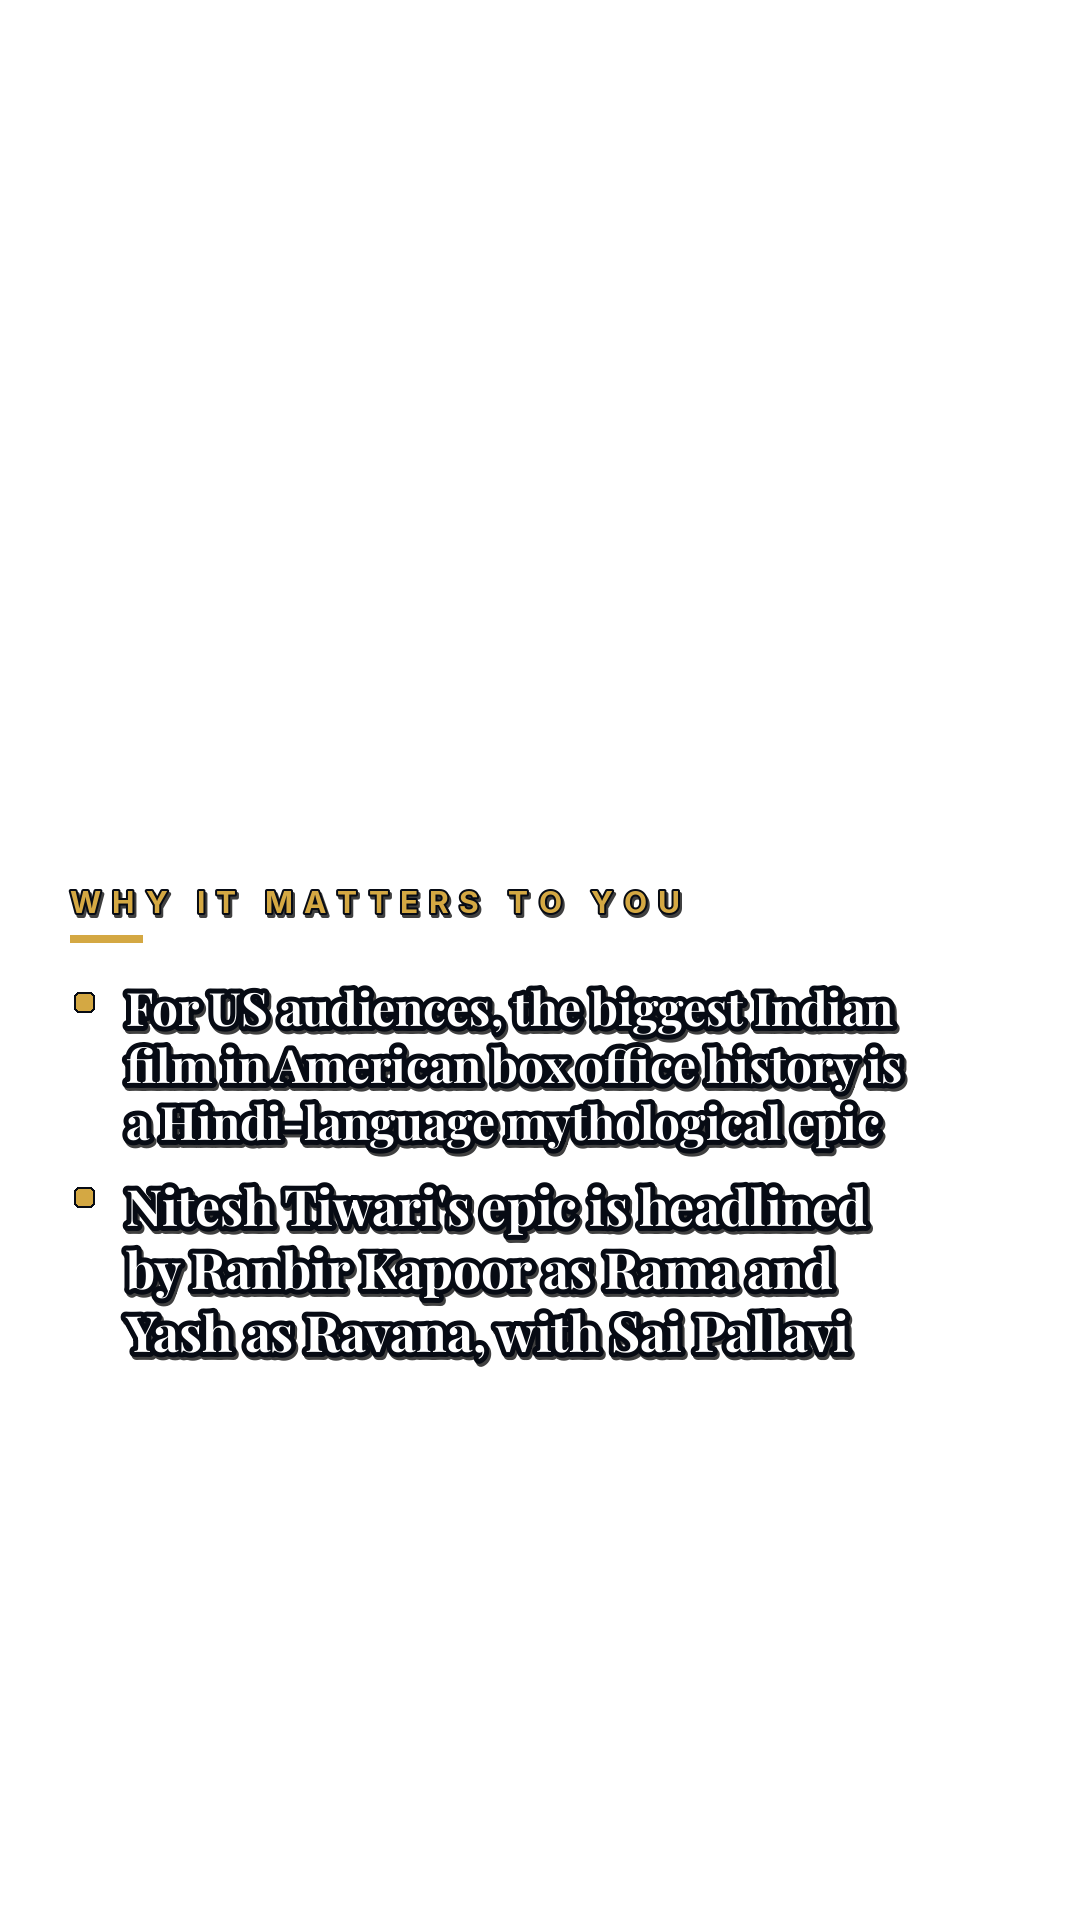 WHY IT MATTERS TO YOU
For US audiences, the biggest Indian
film in American box office history is
a Hindi-language mythological epic
Nitesh Tiwari's epic is headlined
by Ranbir Kapoor as Rama and
Yash as Ravana, with Sai Pallavi